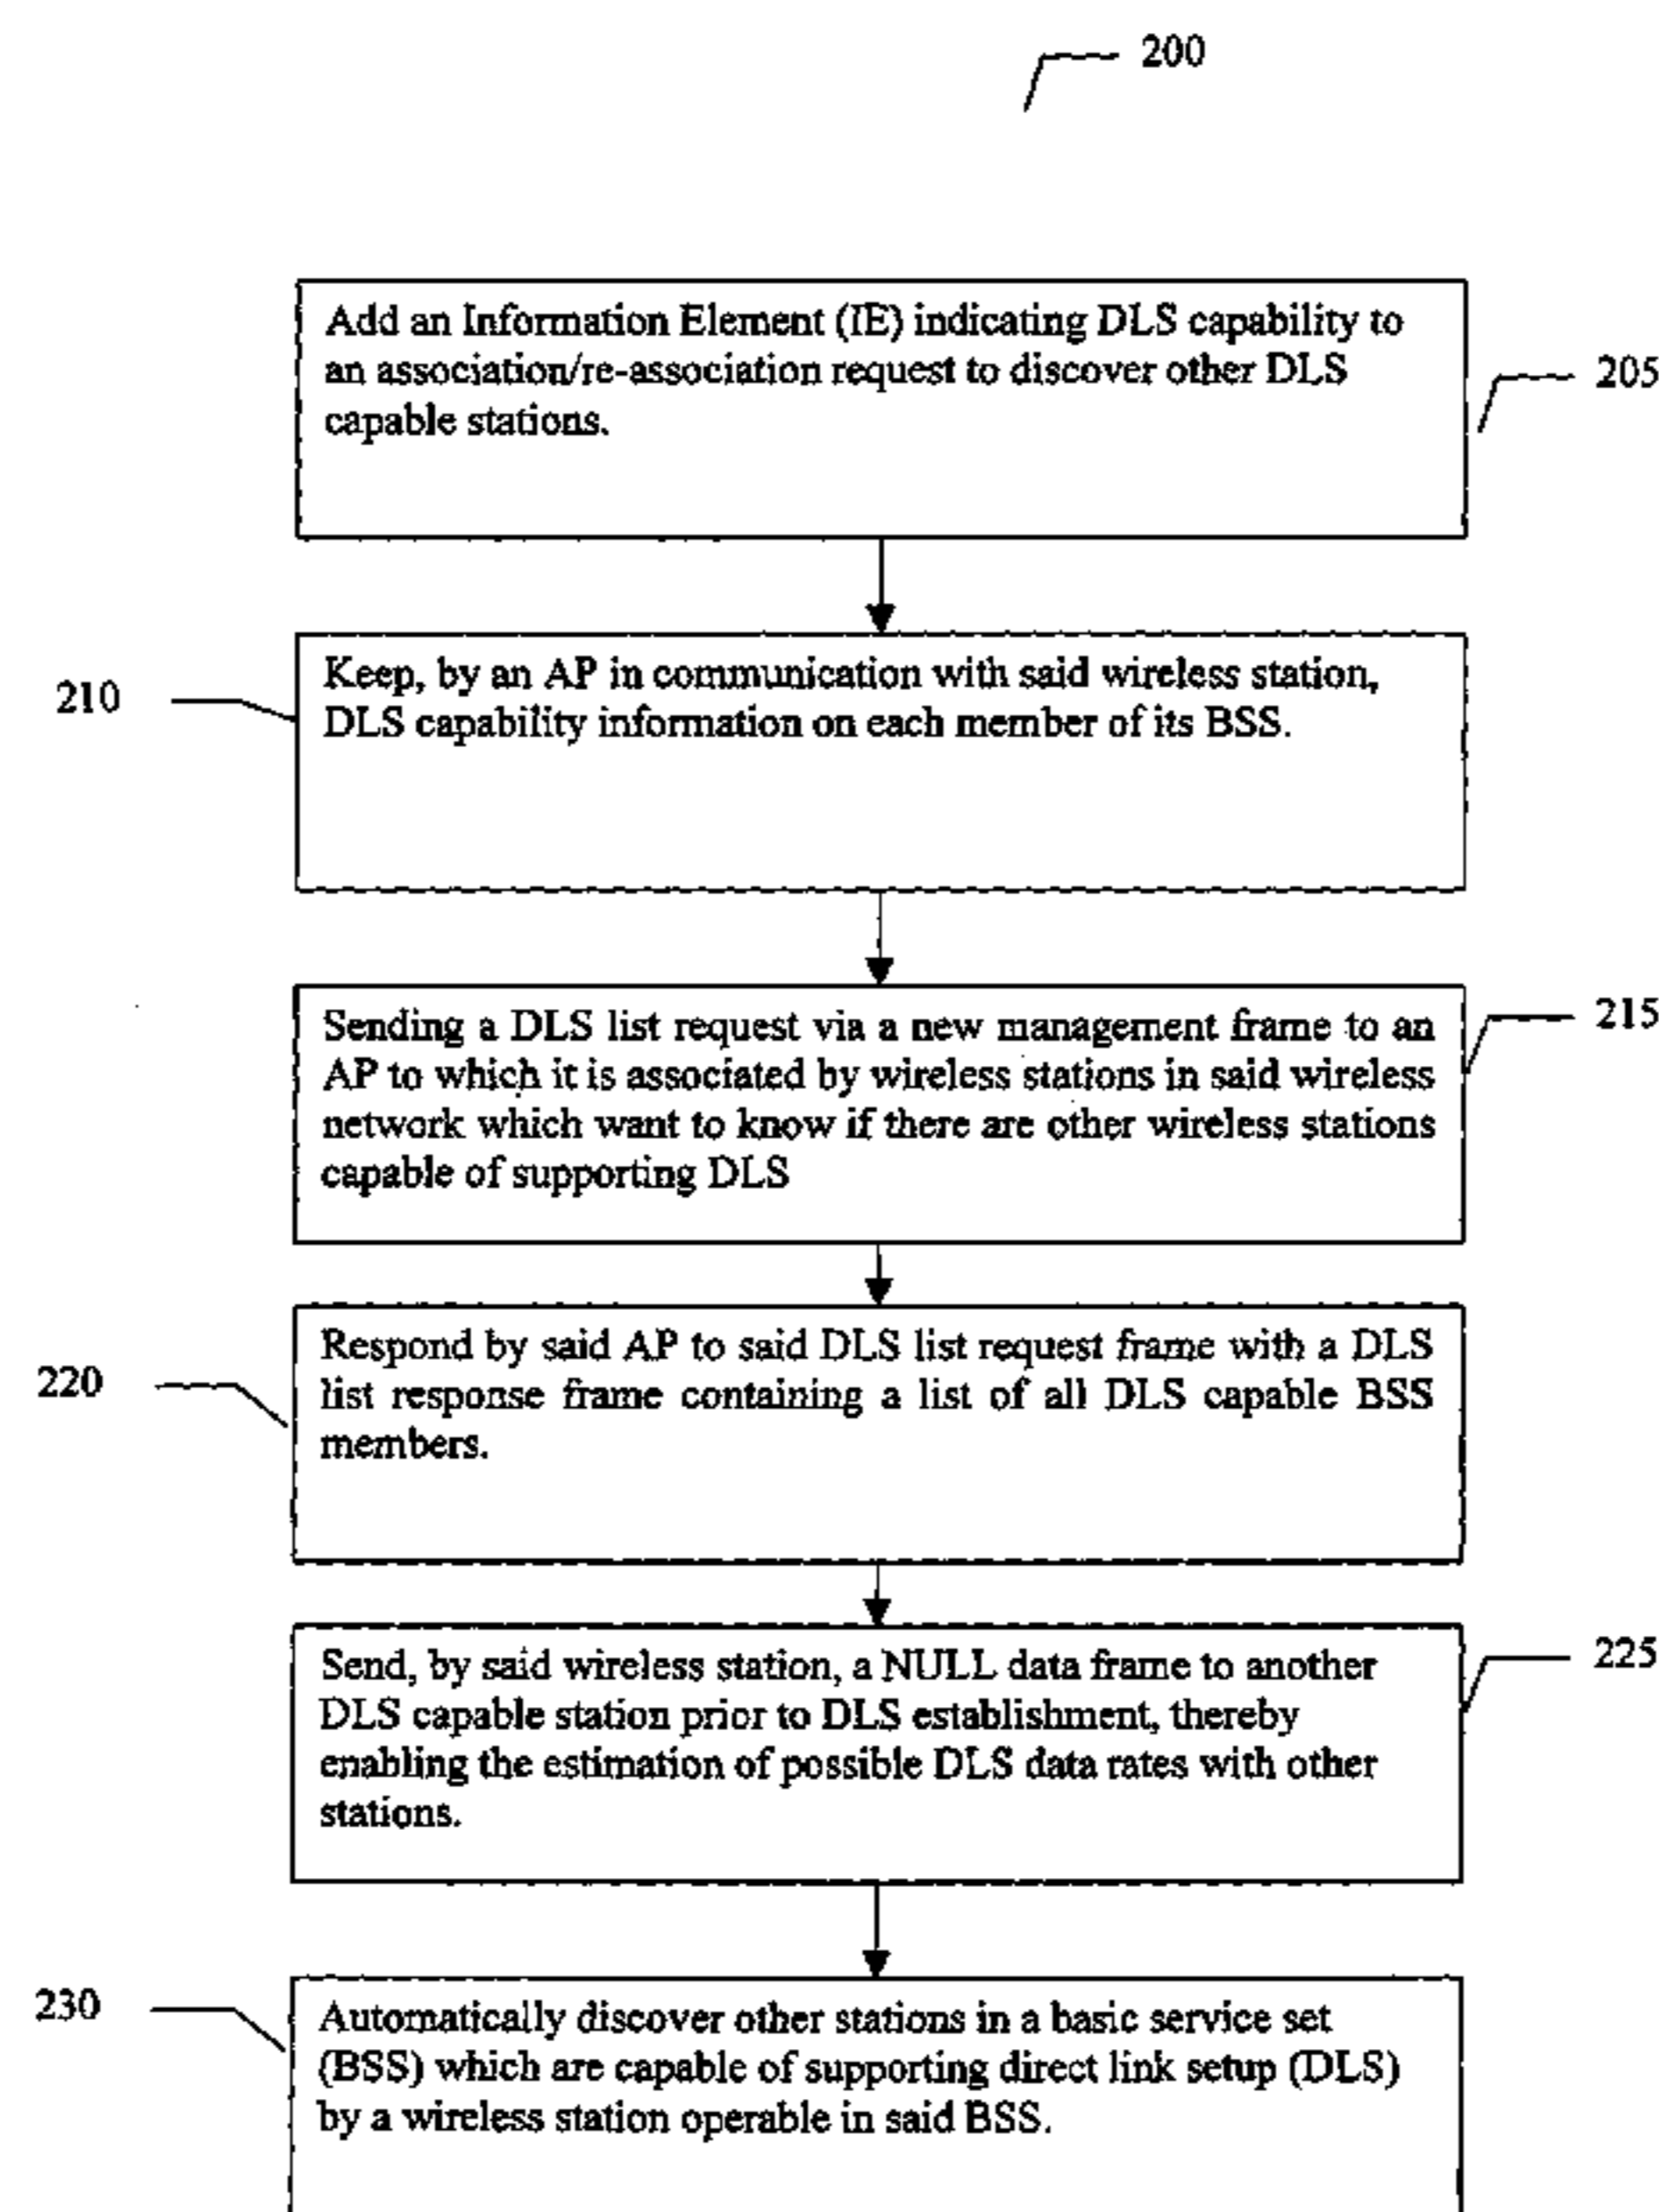 200
Add an Information Element (IE) indicating DLS capability to
an association/re-association request to discover other DLS
capable stations.
205
210
Keep, by an AP in communication with said wireless station,
DLS capability information on each member of its BSS.
215
Sending a DLS list request via a new management frame to an
AP to which it is associated by wireless stations in said wireless
network which want to know if there are other wireless stations
capable of supporting DLS
220
Respond by said AP to said DLS list request frame with a DLS
list response frame containing a list of all DLS capable BSS
members.
225
Send, by said wireless station, a NULL data frame to another
DLS capable station prior to DLS establishment, thereby
enabling the estimation of possible DLS data rates with other
stations.
230
Automatically discover other stations in a basic service set
(BSS) which are capable of supporting direct link setup (DLS)
by a wireless station operable in said BSS.